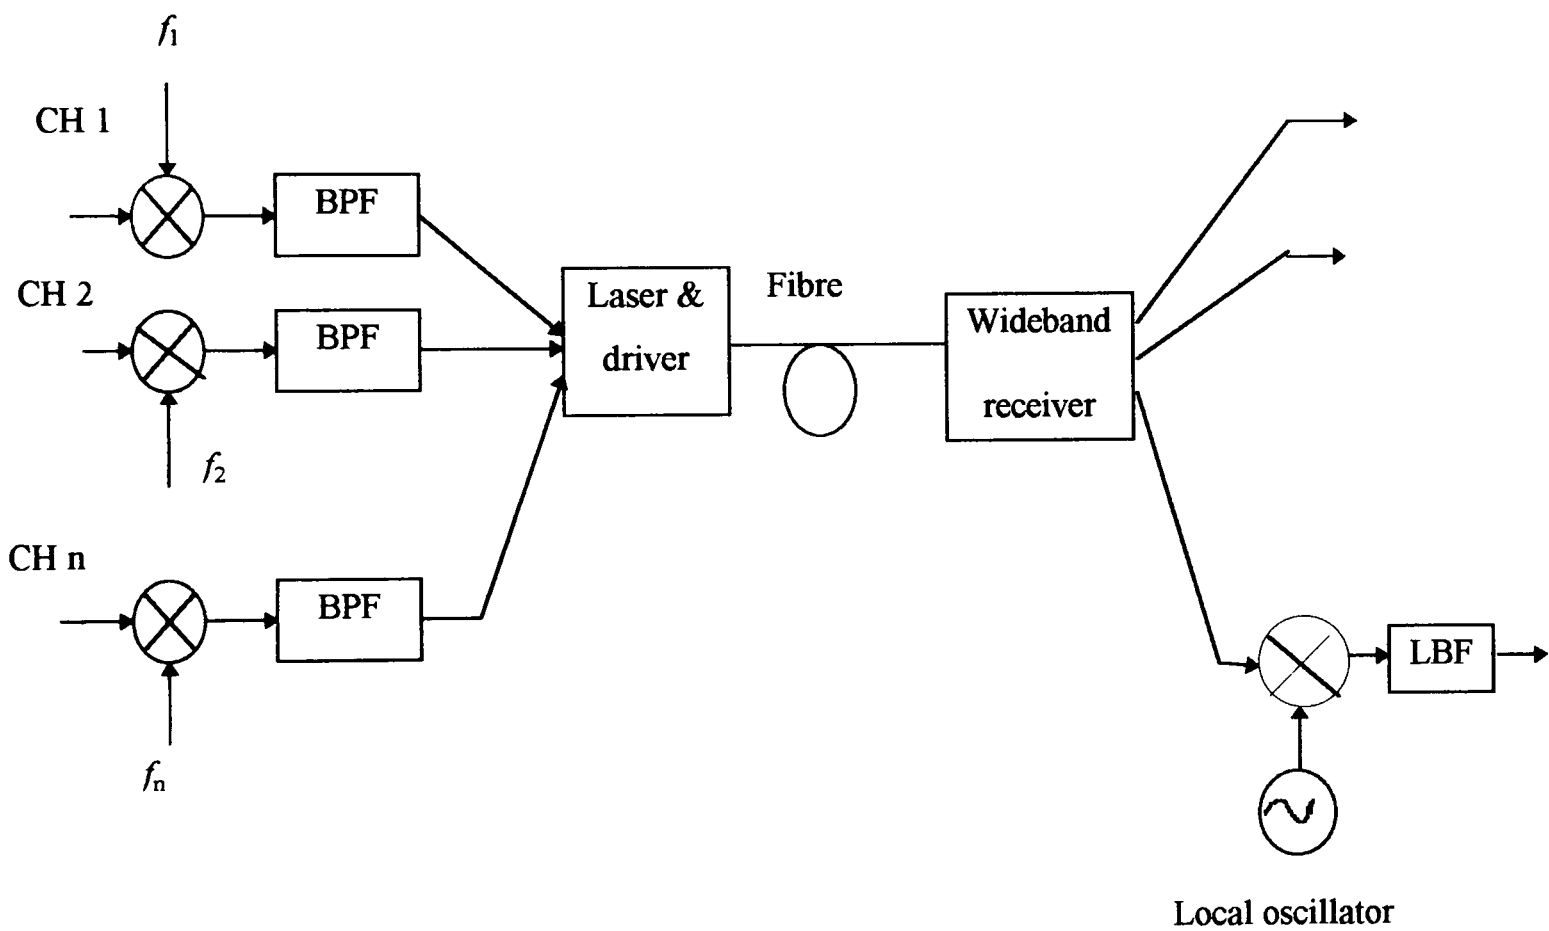 f1
CH 1
BPF
CH 2
BPF
f2
CH n
BPF
fn
Laser &
driver
Fibre
Wideband
receiver
LBF
Local oscillator